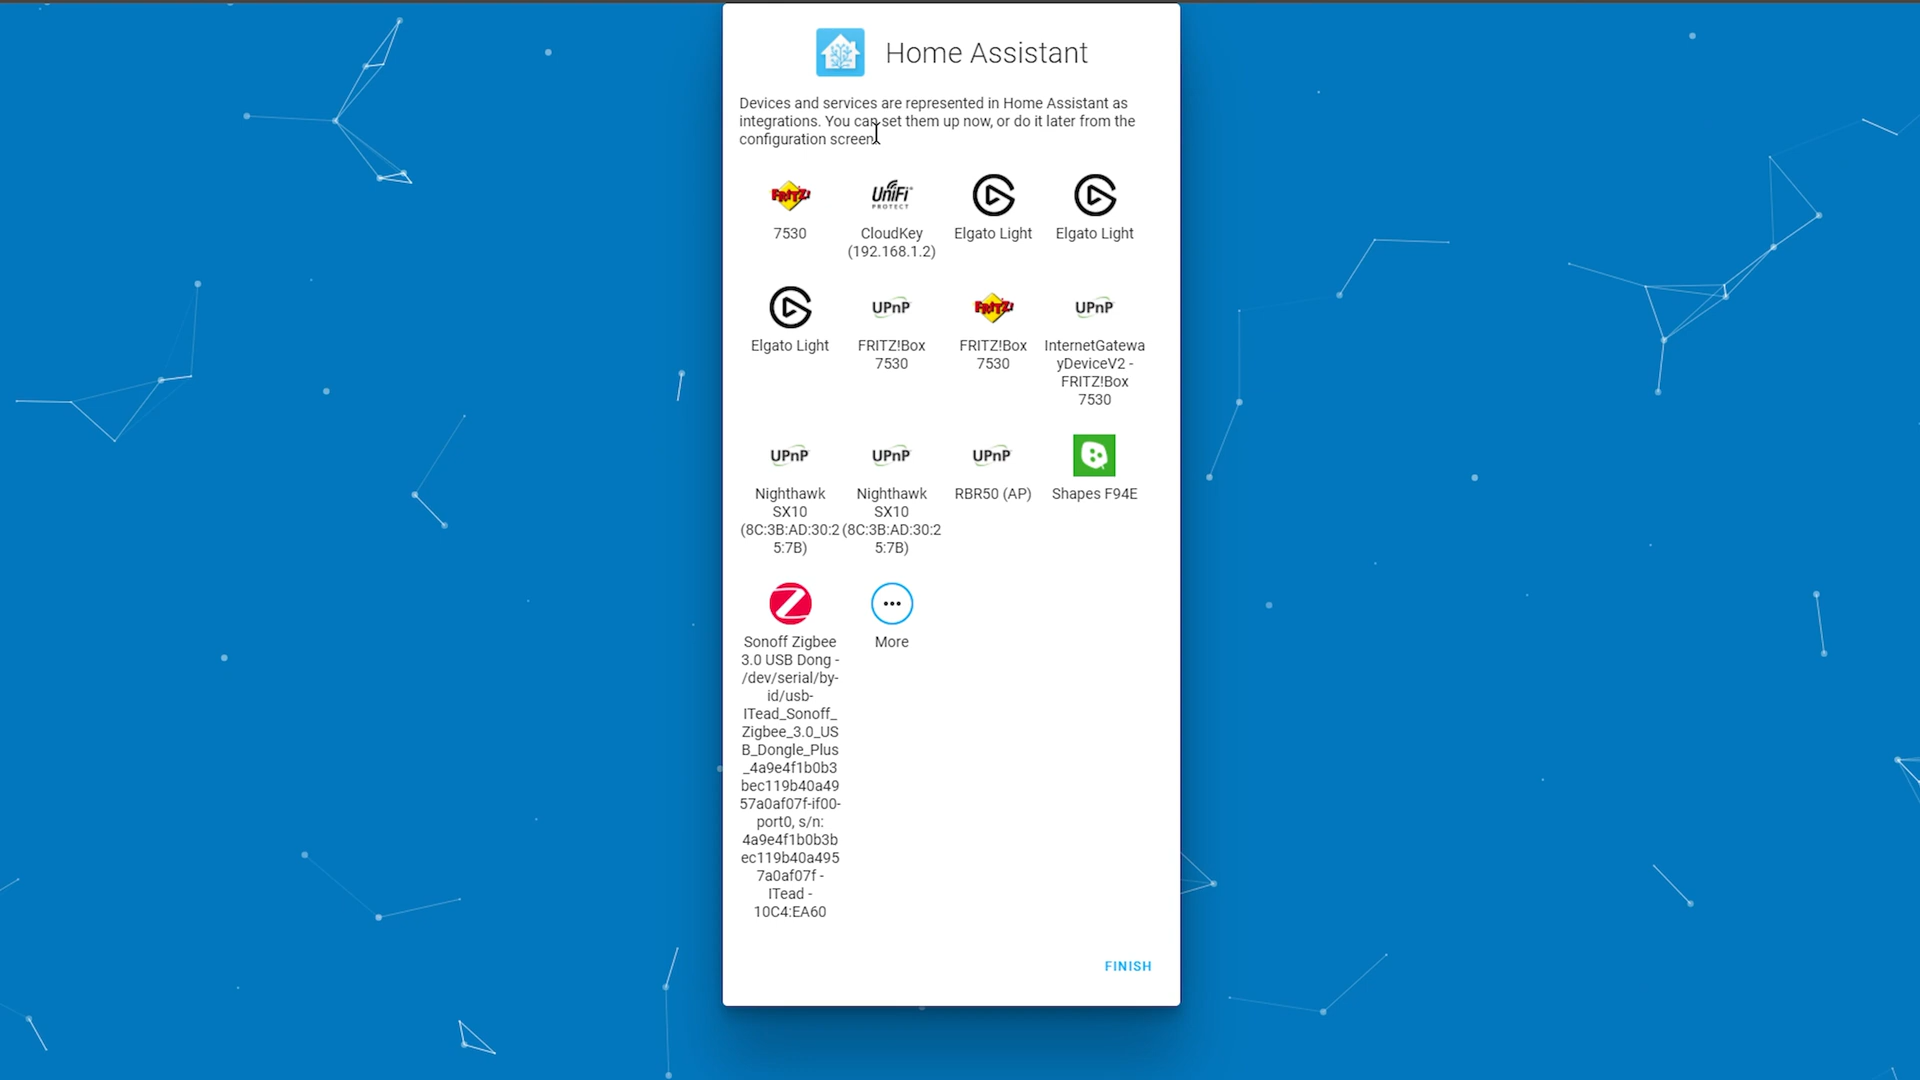 Home Assistant
Devices and services are represented in Home Assistant as
integrations. You can set them up now, or do it later from the
configuration screen.
FRITZ!
7530
UniFi
PROTECT
CloudKey
(192.168.1.2)
Elgato Light
Elgato Light
Elgato Light
UPnP
FRITZ!Box
7530
FRITZ!
FRITZ!Box
7530
UPnP
InternetGatewa
yDeviceV2 -
FRITZ!Box
7530
UPnP
Nighthawk
SX10
(8C:3B:AD:30:2
5:7B)
UPnP
Nighthawk
SX10
(8C:3B:AD:30:2
5:7B)
UPnP
RBR50 (AP)
Shapes F94E
Sonoff Zigbee
3.0 USB Dong -
/dev/serial/by-
id/usb-
ITead_Sonoff_
Zigbee_3.0_US
B_Dongle_Plus
_4a9e4f1b0b3
bec119b40a49
57a0af07f-if00-
port0, s/n:
4a9e4f1b0b3b
ec119b40a495
7a0af07f -
ITead -
10C4:EA60
More
FINISH